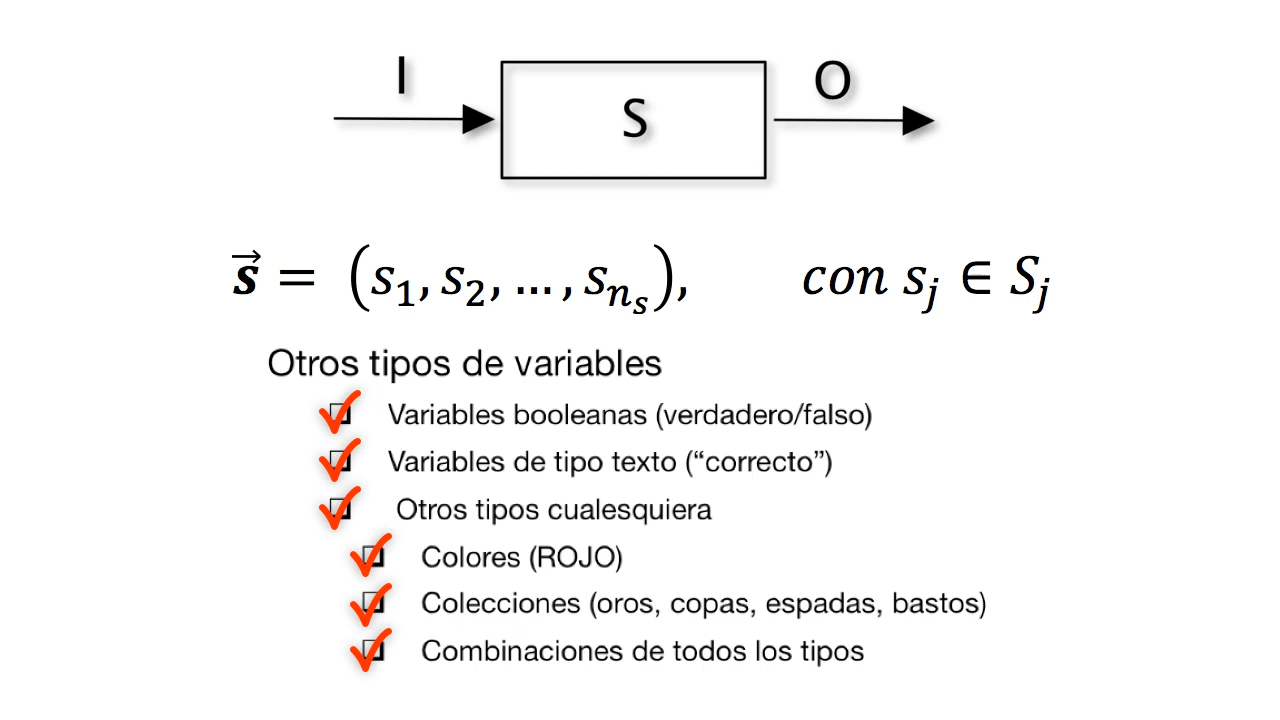 I
S
O
s⃗ = (s₁, s₂, …, sₙₛ), con sⱼ ∈ Sⱼ
Otros tipos de variables
Variables booleanas (verdadero/falso)
Variables de tipo texto (“correcto”)
Otros tipos cualesquiera
Colores (ROJO)
Colecciones (oros, copas, espadas, bastos)
Combinaciones de todos los tipos